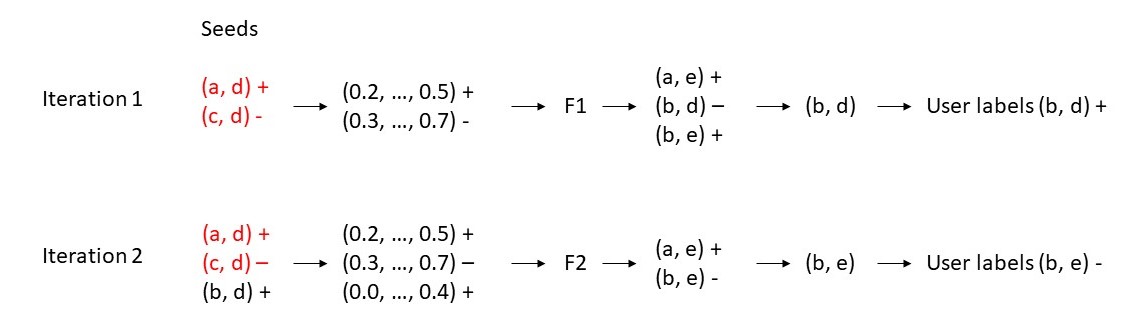 Seeds
Iteration 1
(a, d) +
(c, d) -
(0.2, ..., 0.5) +
(0.3, ..., 0.7) -
F1
(a, e) +
(b, d) –
(b, e) +
(b, d)
User labels (b, d) +
Iteration 2
(a, d) +
(c, d) –
(b, d) +
(0.2, ..., 0.5) +
(0.3, ..., 0.7) –
(0.0, ..., 0.4) +
F2
(a, e) +
(b, e) -
(b, e)
User labels (b, e) -